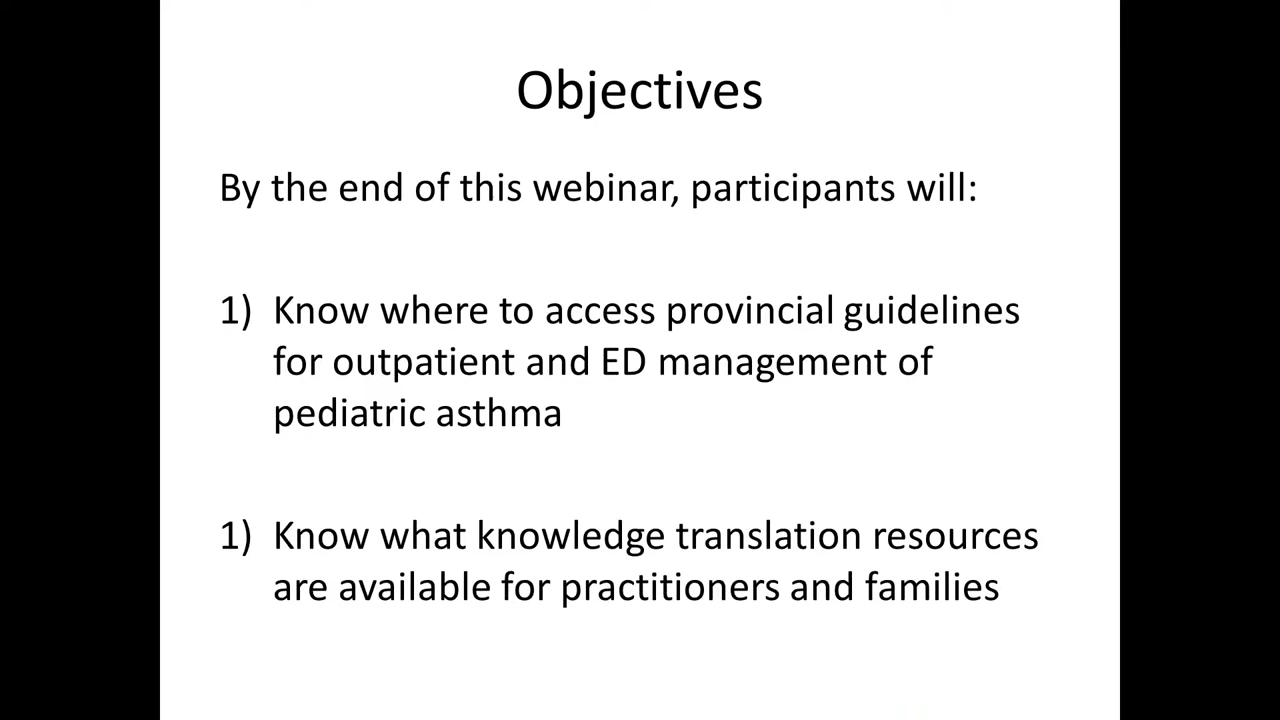 Objectives
By the end of this webinar, participants will:
1) Know where to access provincial guidelines
for outpatient and ED management of
pediatric asthma
1) Know what knowledge translation resources
are available for practitioners and families